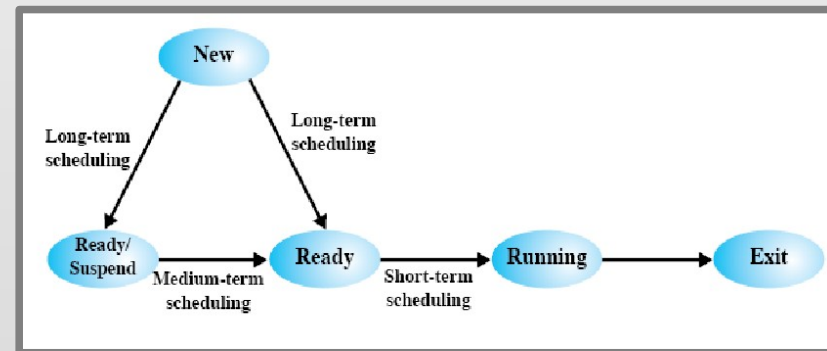 New
Long-term
scheduling
Long-term
scheduling
Ready/
Suspend
Medium-term
scheduling
Ready
Short-term
scheduling
Running
Exit